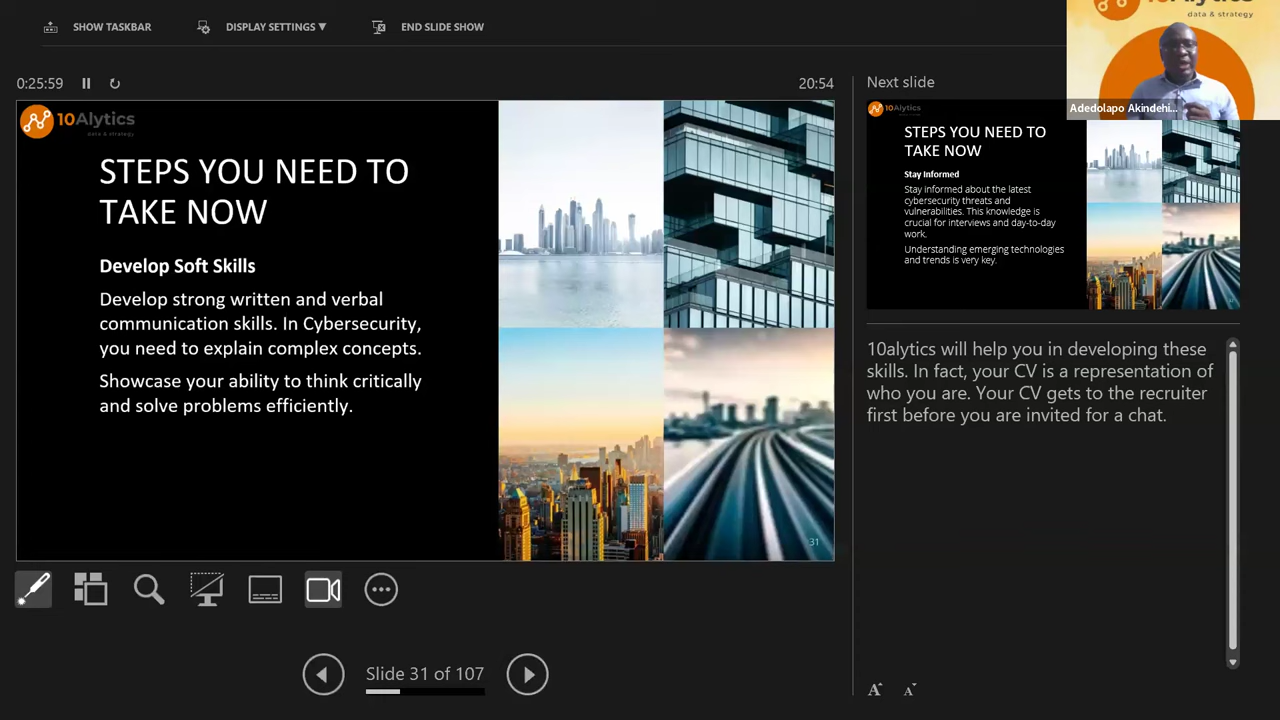 SHOW TASKBAR
DISPLAY SETTINGS ▼
END SLIDE SHOW
10Alytics
data & strategy
Adedolapo Akindehi...
0:25:59
20:54
10Alytics
data & strategy
STEPS YOU NEED TO
TAKE NOW
Develop Soft Skills
Develop strong written and verbal
communication skills. In Cybersecurity,
you need to explain complex concepts.
Showcase your ability to think critically
and solve problems efficiently.
31
Slide 31 of 107
Next slide
10Alytics
STEPS YOU NEED TO
TAKE NOW
Stay Informed
Stay informed about the latest
cybersecurity threats and
vulnerabilities. This knowledge is
crucial for interviews and day-to-day
work.
Understanding emerging technologies
and trends is very key.
10alytics will help you in developing these
skills. In fact, your CV is a representation of
who you are. Your CV gets to the recruiter
first before you are invited for a chat.
A A